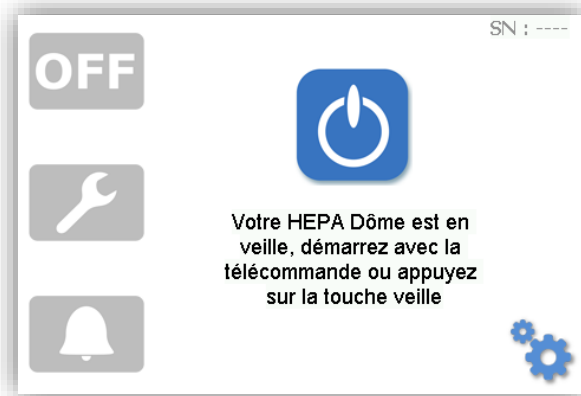 SN : ----
OFF
Votre HEPA Dôme est en
veille, démarrez avec la
télécommande ou appuyez
sur la touche veille